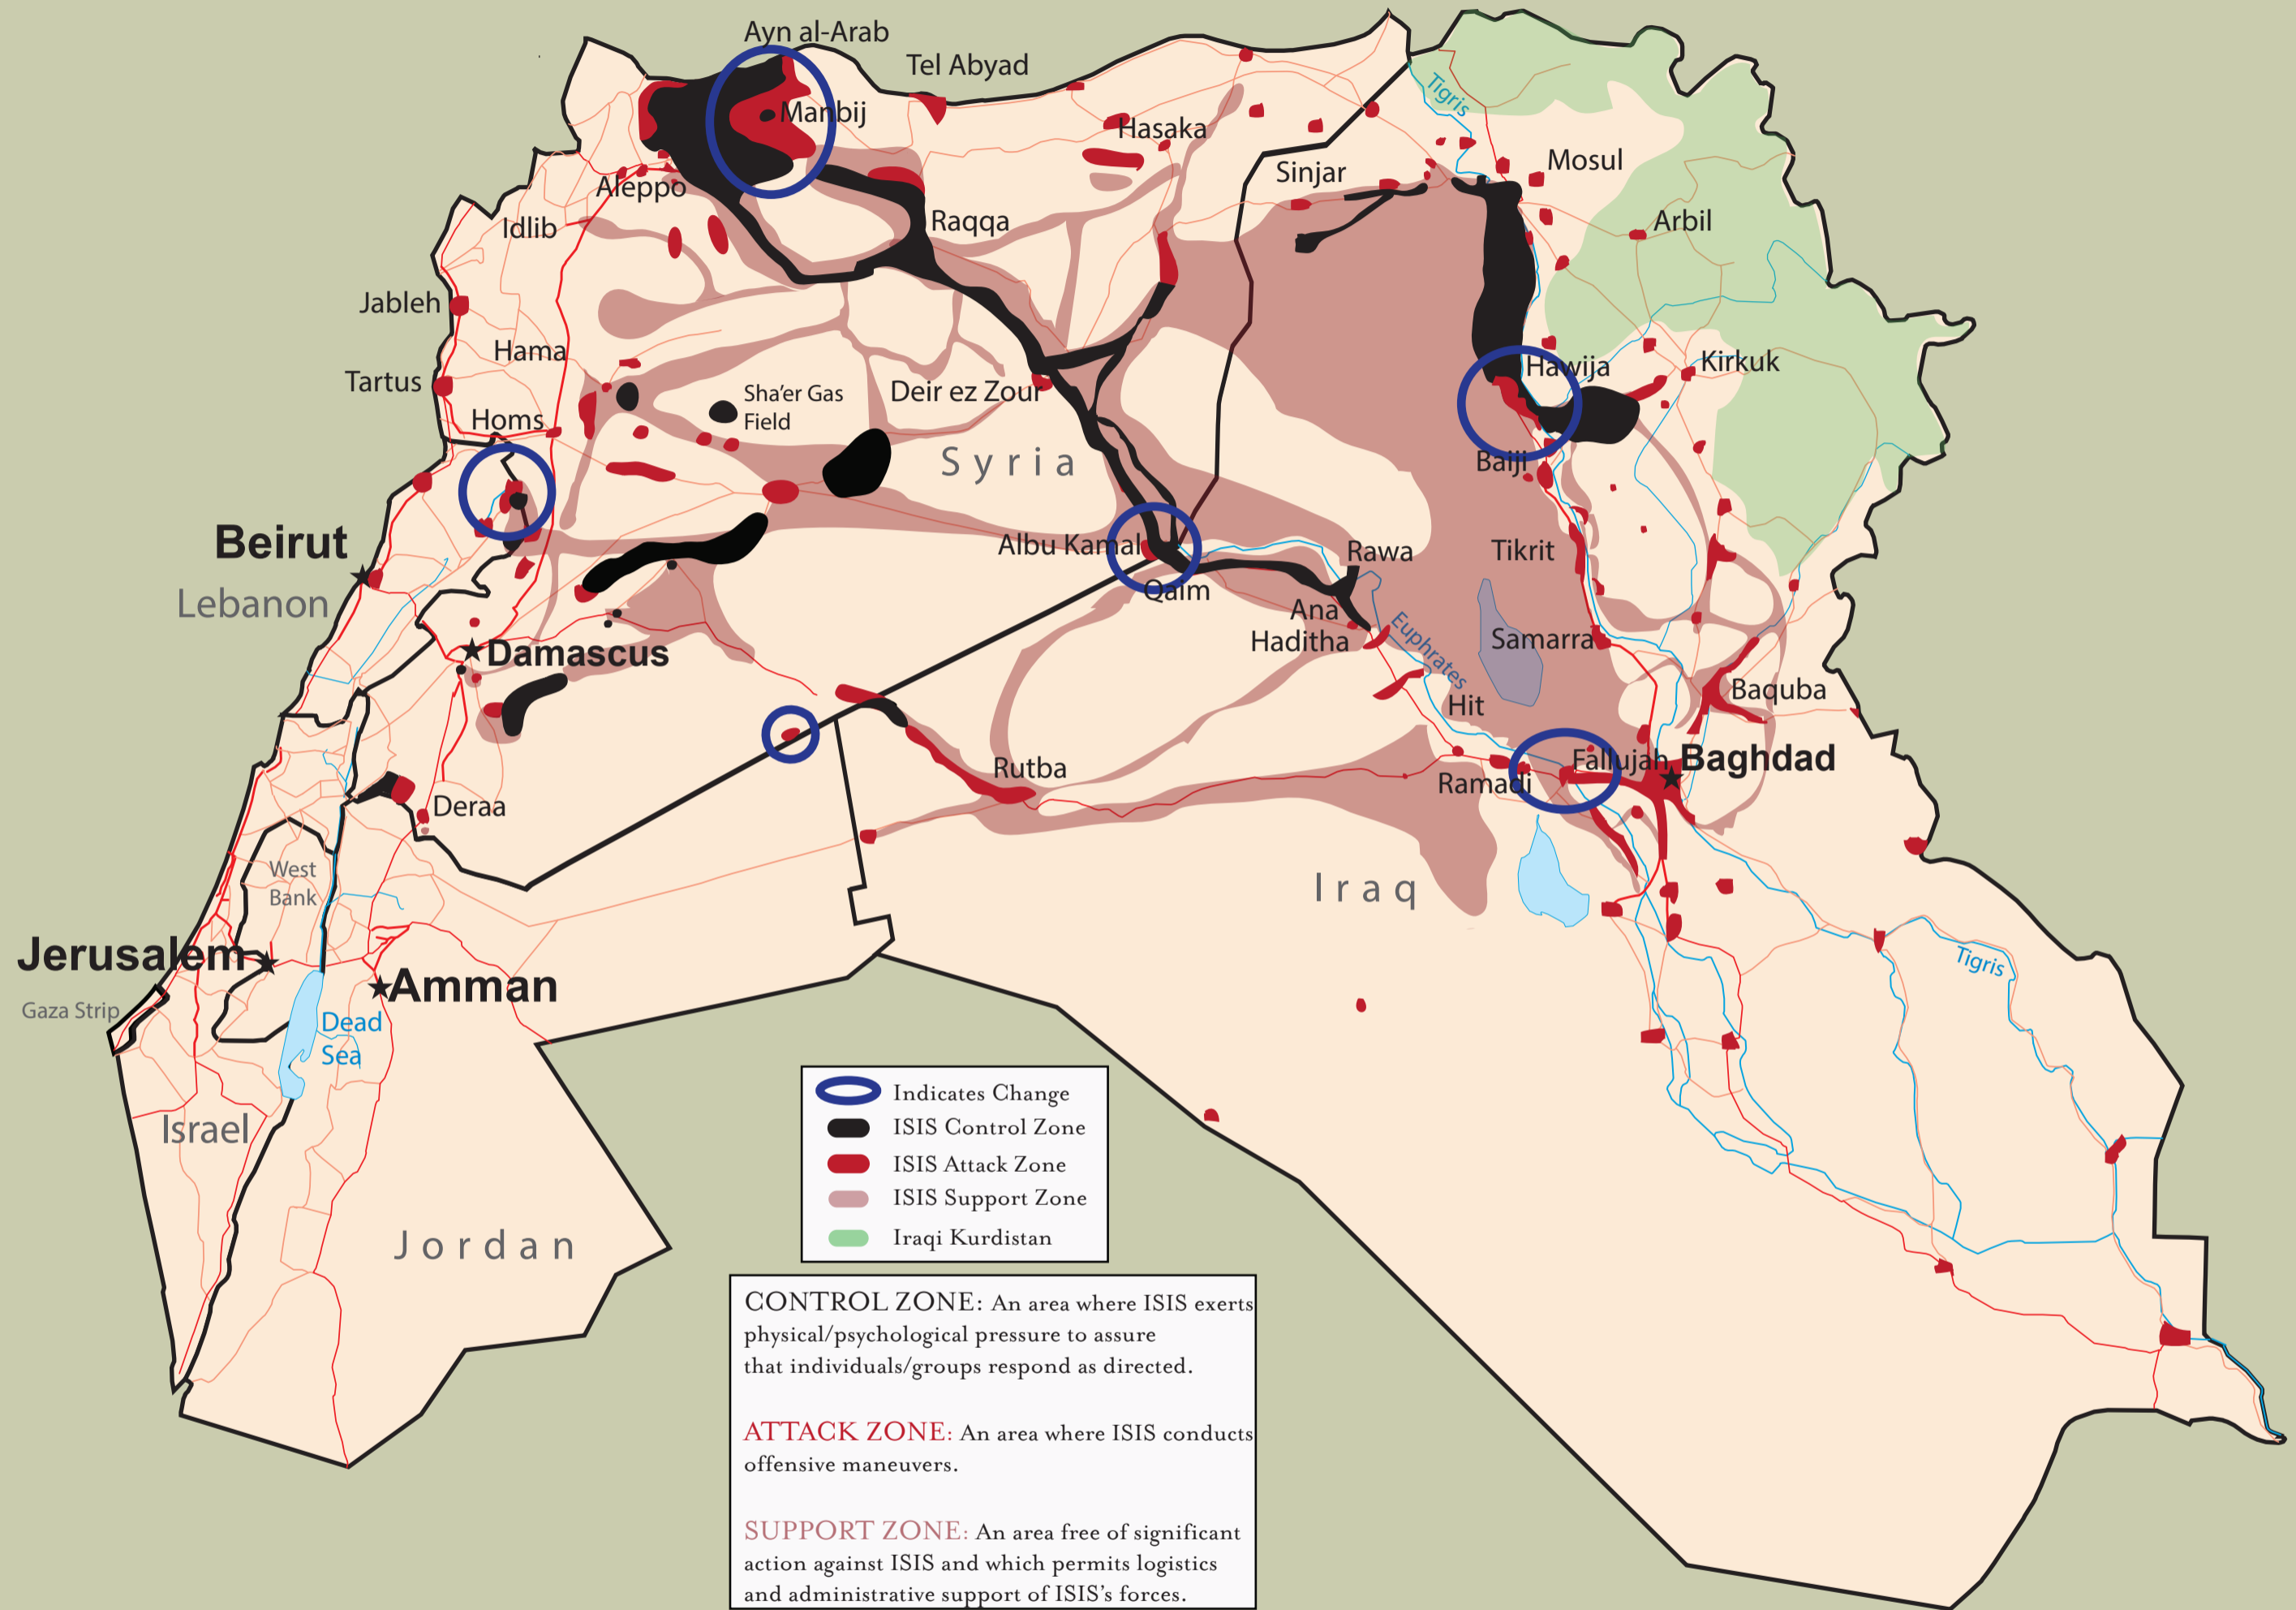 Ayn al-Arab
Tel Abyad
Manbij
Hasaka
Tigris
Mosul
Sinjar
Aleppo
Idlib
Raqqa
Arbil
Jableh
Hama
Tartus
Homs
Sha'er Gas
Field
Deir ez Zour
Hawija
Kirkuk
Syria
Baiji
Beirut
Lebanon
Albu Kamal
Qaim
Rawa
Tikrit
Ana
Haditha
Euphrates
Samarra
Damascus
Hit
Baquba
Rutba
Ramadi
Fallujah
Baghdad
Deraa
West
Bank
Iraq
Jerusalem
Amman
Gaza Strip
Dead
Sea
Tigris
Israel
Jordan
Indicates Change
ISIS Control Zone
ISIS Attack Zone
ISIS Support Zone
Iraqi Kurdistan
CONTROL ZONE: An area where ISIS exerts
physical/psychological pressure to assure
that individuals/groups respond as directed.
ATTACK ZONE: An area where ISIS conducts
offensive maneuvers.
SUPPORT ZONE: An area free of significant
action against ISIS and which permits logistics
and administrative support of ISIS's forces.